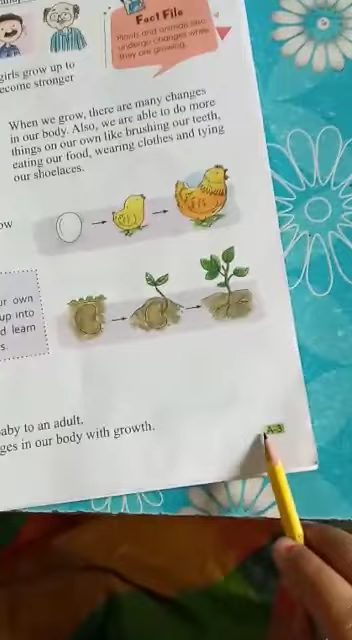 Fact File
Plants and animals also
undergo changes when
they are growing.
girls grow up to
ecome stronger
When we grow, there are many changes
in our body. Also, we are able to do more
things on our own like brushing our teeth,
eating our food, wearing clothes and tying
our shoelaces.
ow
ur own
up into
d learn
s.
aby to an adult.
ges in our body with growth.
A-3